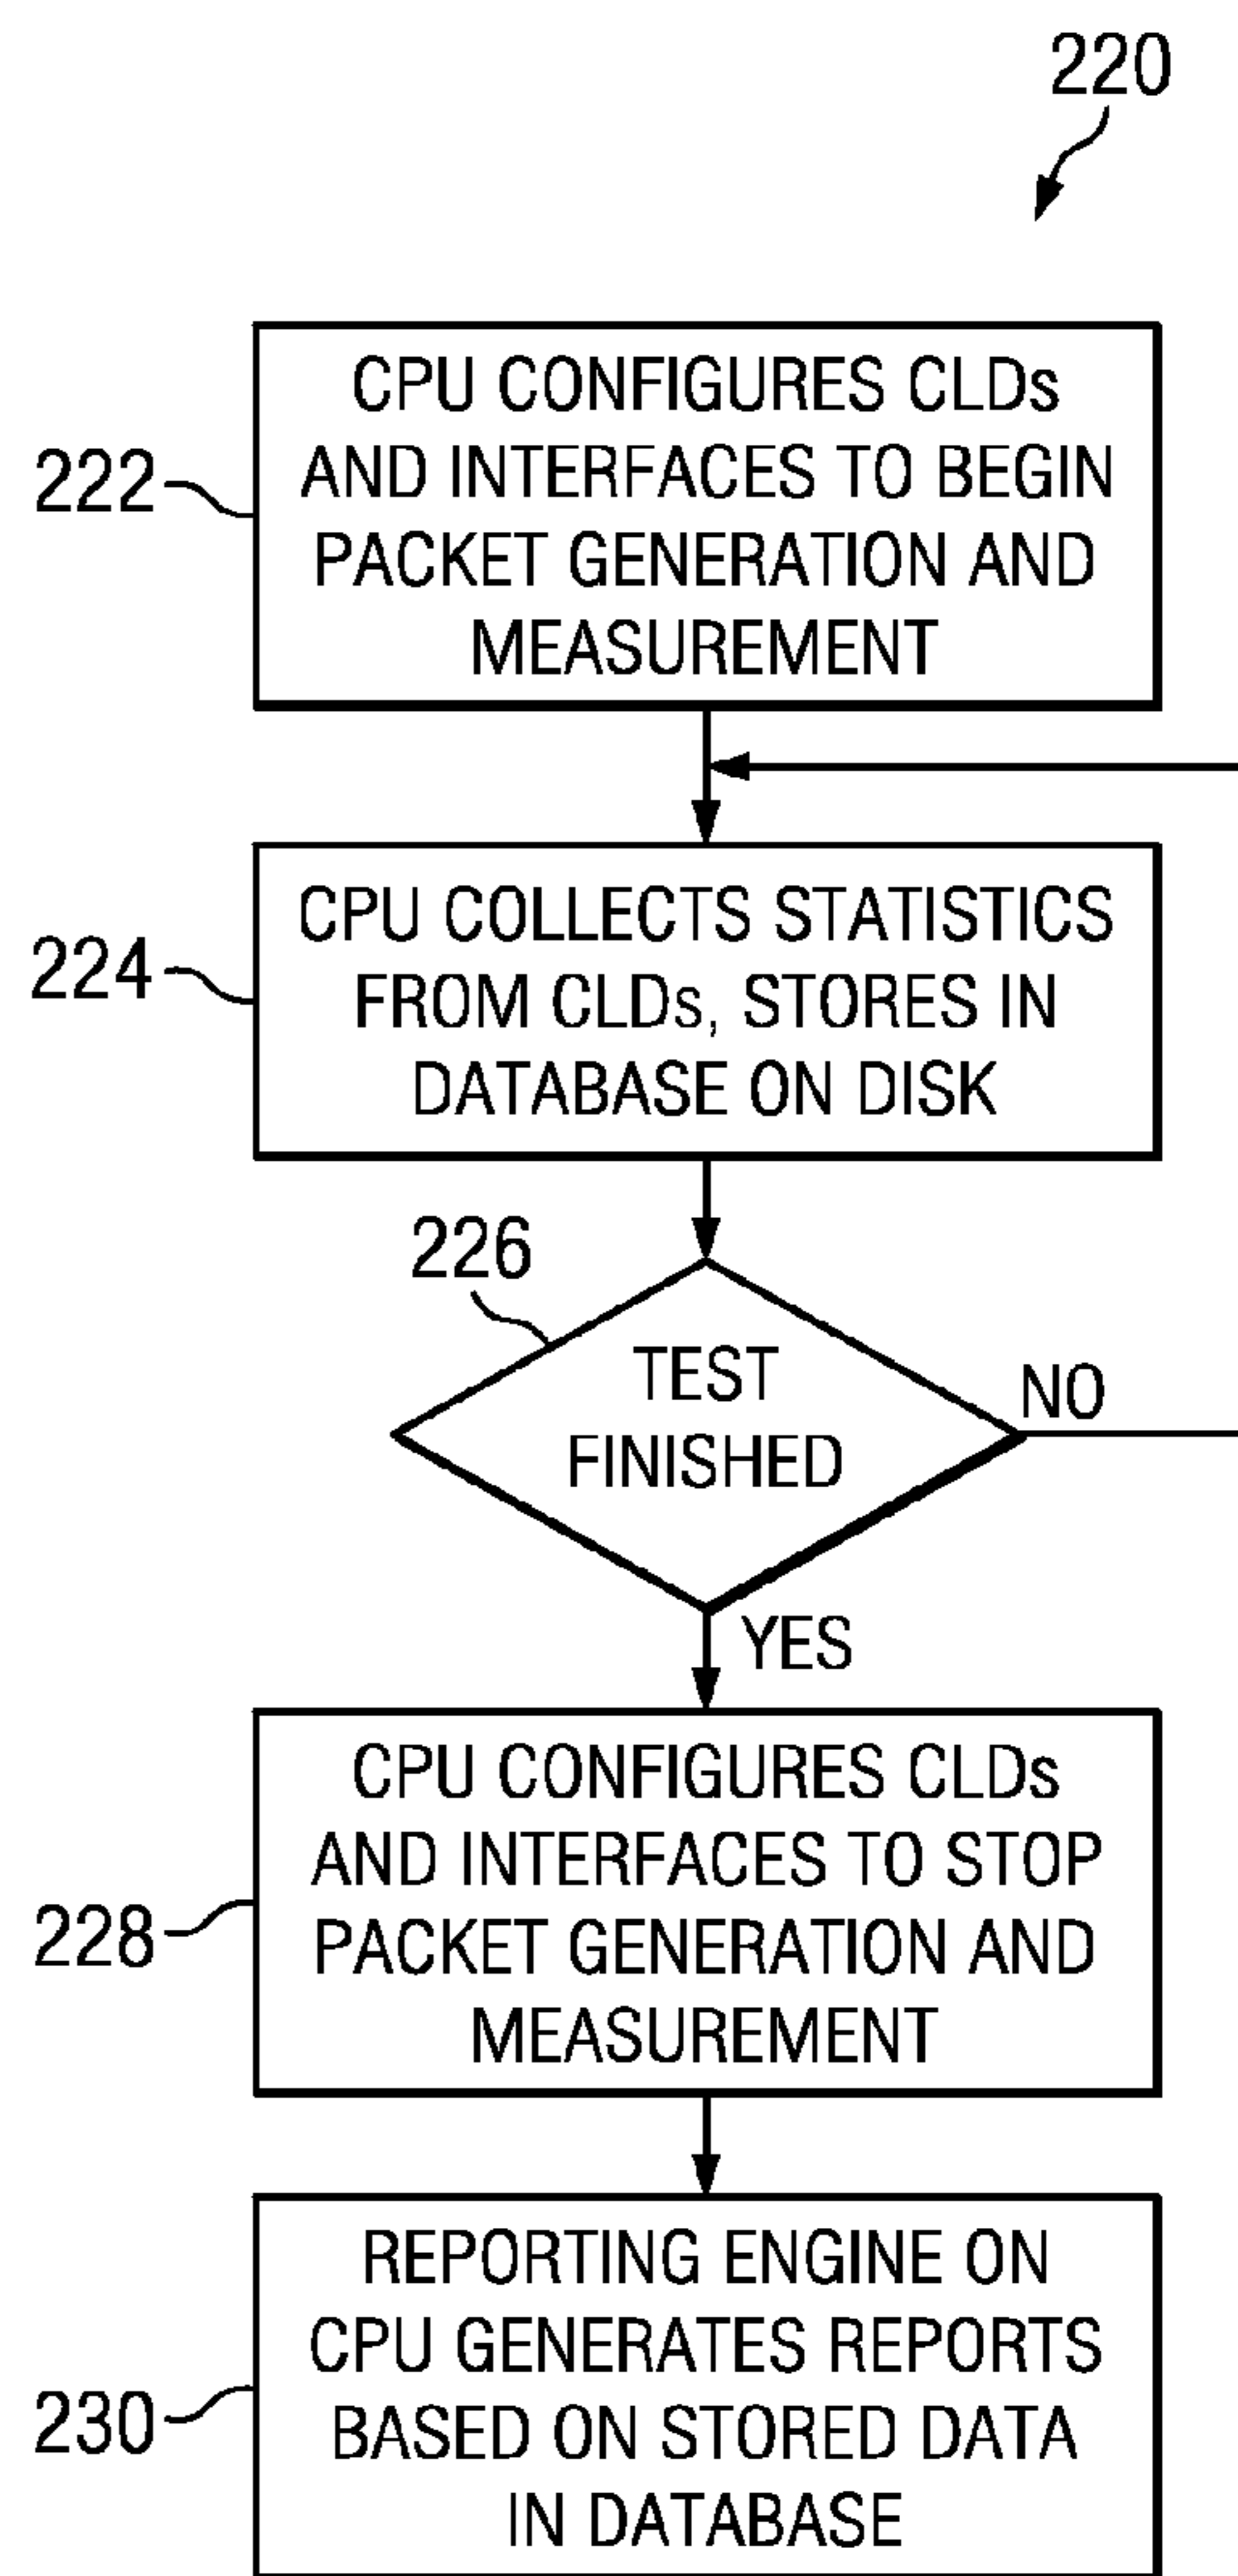 220
222
CPU CONFIGURES CLDs
AND INTERFACES TO BEGIN
PACKET GENERATION AND
MEASUREMENT
224
CPU COLLECTS STATISTICS
FROM CLDs, STORES IN
DATABASE ON DISK
226
TEST
FINISHED
NO
YES
228
CPU CONFIGURES CLDs
AND INTERFACES TO STOP
PACKET GENERATION AND
MEASUREMENT
230
REPORTING ENGINE ON
CPU GENERATES REPORTS
BASED ON STORED DATA
IN DATABASE